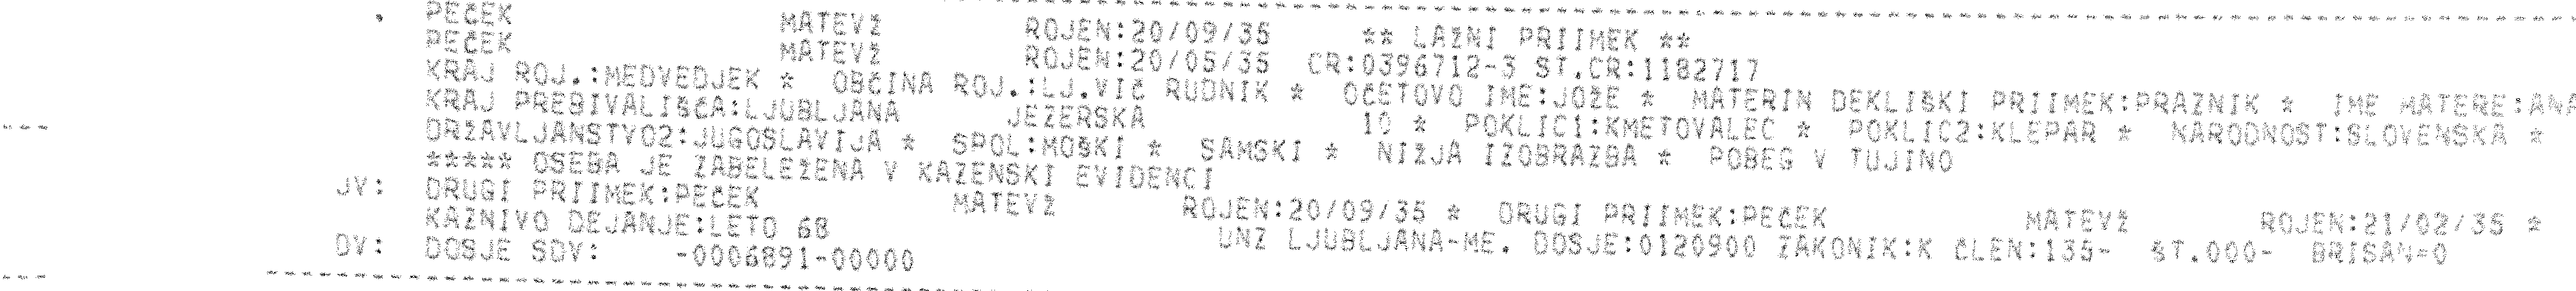 . PEČEK MATEVŽ ROJEN:20/09/35 ** LAŽNI PRIIMEK **
PEČEK MATEVŽ ROJEN:20/05/35 CR:0396712-3 ST.CR:1182717
KRAJ ROJ.:MEDVEDJEK * OBČINA ROJ.:LJ.VIČ RUDNIK * OČETOVO IME:JOŽE * MATERIN DEKLIŠKI PRIIMEK:PRAZNIK * IME MATERE:ANA
KRAJ PREBIVALIŠČA:LJUBLJANA JEZERSKA 10 * POKLIC1:KMETOVALEC * POKLIC2:KLEPAR * NARODNOST:SLOVENSKA *
DRŽAVLJANSTVO2:JUGOSLAVIJA * SPOL:MOŠKI * SAMSKI * NIŽJA IZOBRAZBA * POBEG V TUJINO
***** OSEBA JE ZABELEŽENA V KAZENSKI EVIDENCI
JV: DRUGI PRIIMEK:PEČEK MATEVŽ ROJEN:20/09/35 * DRUGI PRIIMEK:PEČEK MATEVŽ ROJEN:21/02/35 *
KAZNIVO DEJANJE:LETO 68 UNZ LJUBLJANA-ME. DOSJE:0120900 ZAKONIK:K ČLEN:135- ŠT.000- BRISAN=0
DV: DOSJE SDV: -0006891-00000